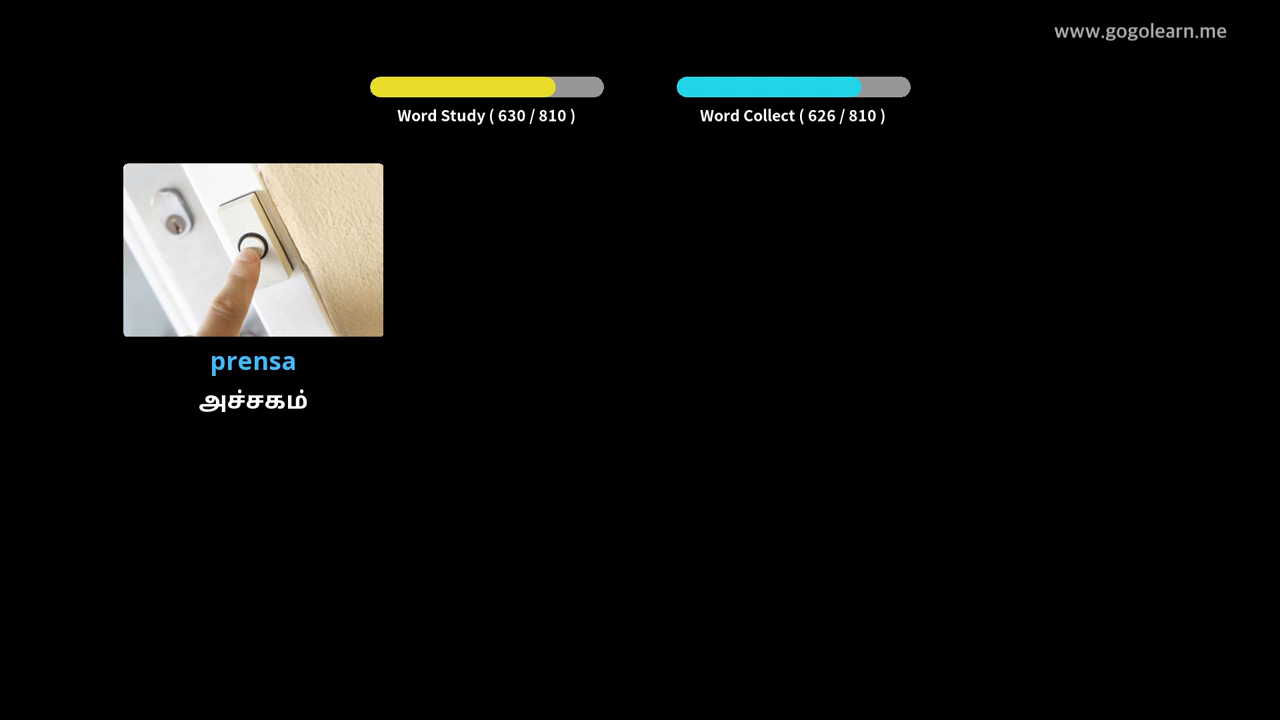 www.gogolearn.me
Word Study ( 630 / 810 )
Word Collect ( 626 / 810 )
prensa
அச்சகம்